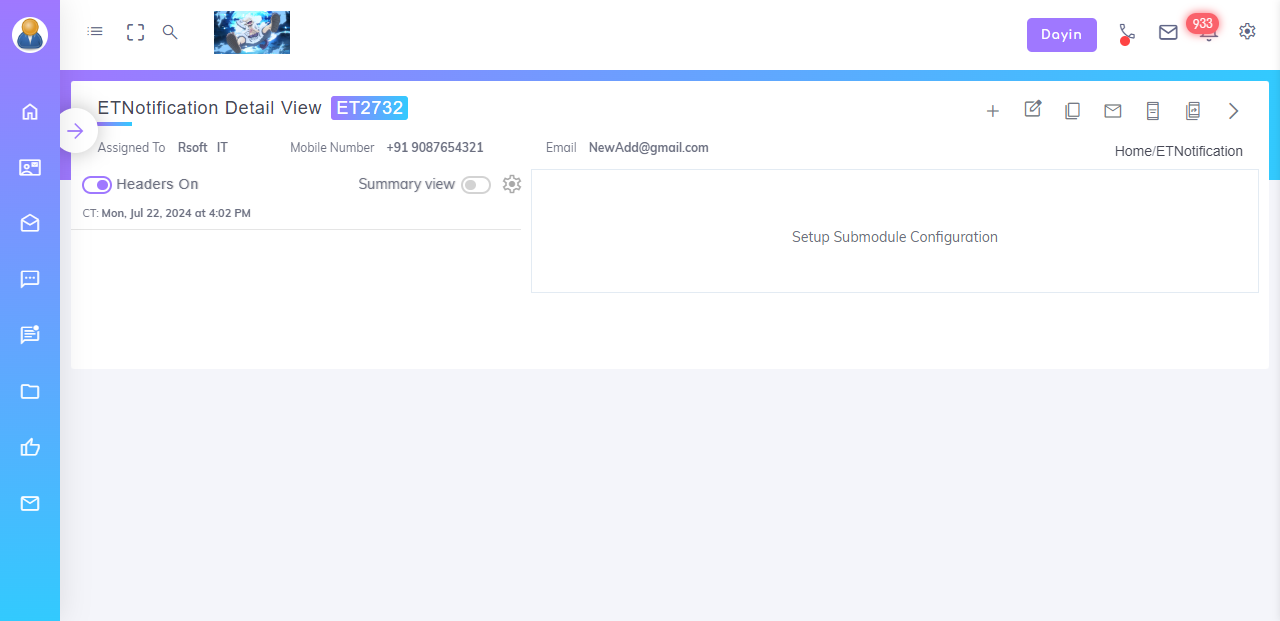 Dayin
933
ETNotification Detail View ET2732
Assigned To Rsoft IT Mobile Number +91 9087654321 Email NewAdd@gmail.com
Home/ETNotification
Headers On Summary view
CT: Mon, Jul 22, 2024 at 4:02 PM
Setup Submodule Configuration